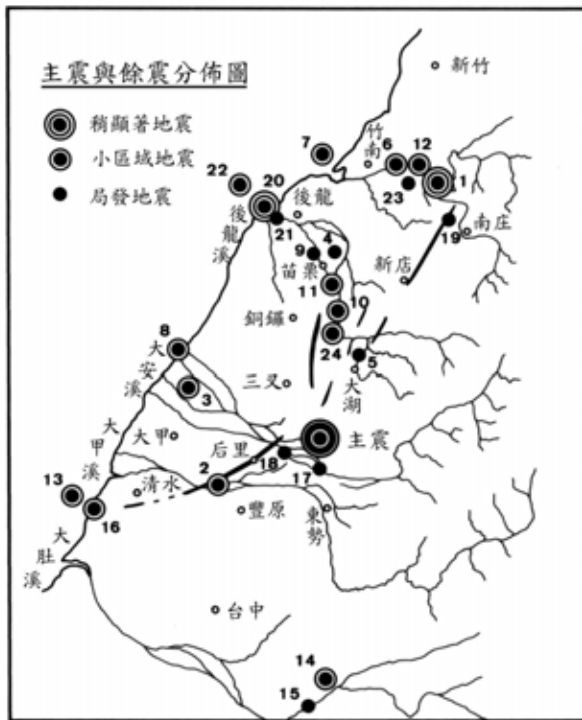 主震與餘震分佈圖
稍顯著地震
小區域地震
局發地震
新竹
竹南
7
6
12
1
23
22
20
後龍
21
後龍溪
19
南庄
9
4
苗栗
新店
11
10
銅鑼
24
8
5
大湖
大安溪
3
三叉
大甲溪
大甲
后里
主震
18
17
2
13
清水
16
豐原
東勢
大肚溪
台中
14
15